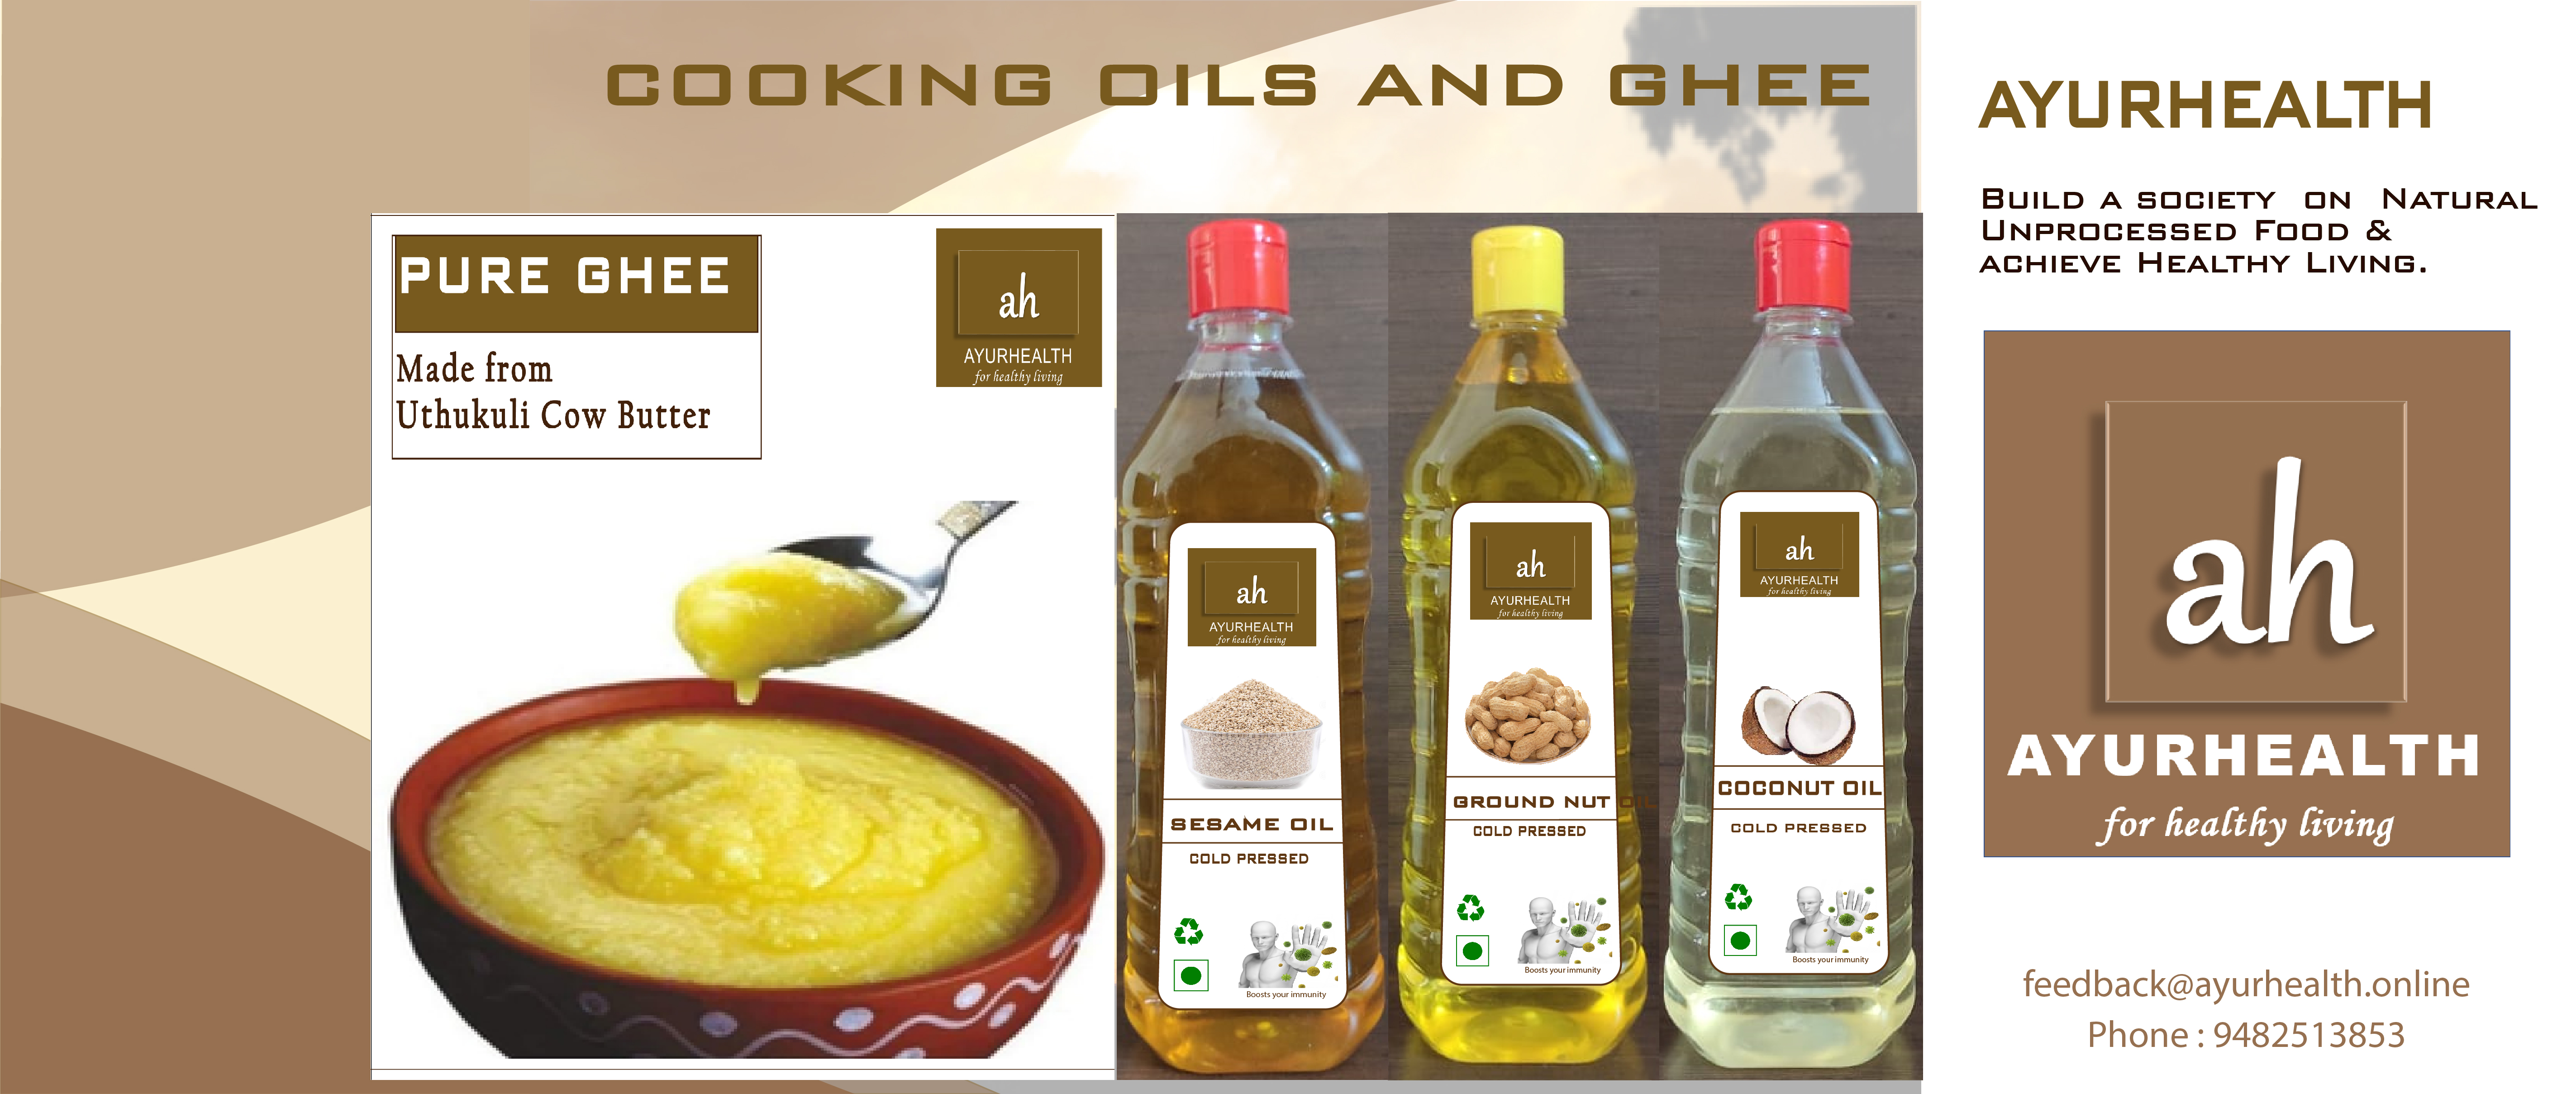 COOKING OILS AND GHEE
PURE GHEE
Made from
Uthukuli Cow Butter
ah
AYURHEALTH
for healthy living
ah
AYURHEALTH
for healthy living
SESAME OIL
COLD PRESSED
Boosts your immunity
ah
AYURHEALTH
for healthy living
GROUND NUT OIL
COLD PRESSED
Boosts your immunity
ah
AYURHEALTH
for healthy living
COCONUT OIL
COLD PRESSED
Boosts your immunity
AYURHEALTH
BUILD A SOCIETY ON NATURAL
UNPROCESSED FOOD &
ACHIEVE HEALTHY LIVING.
ah
AYURHEALTH
for healthy living
feedback@ayurhealth.online
Phone : 9482513853